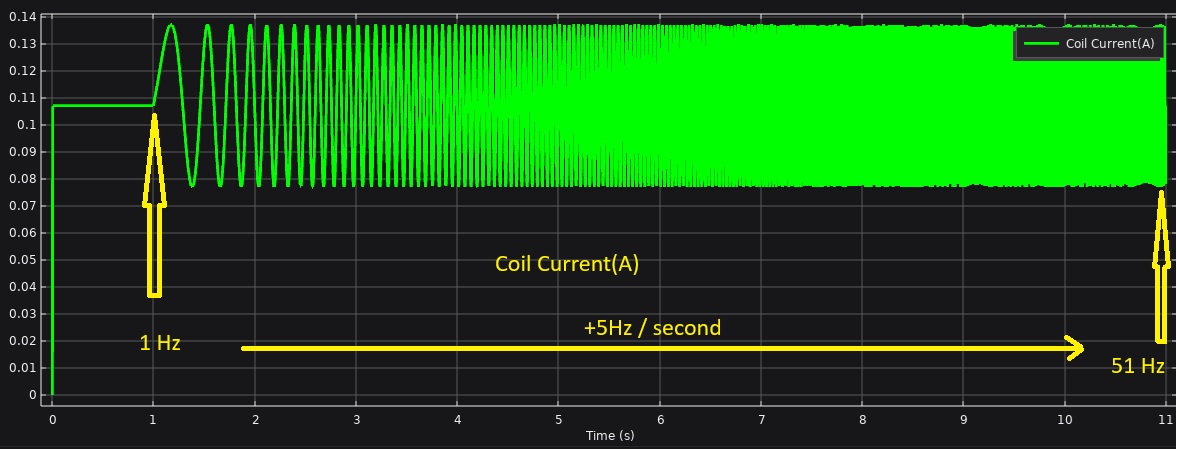 0.14
0.13
0.12
0.11
0.1
0.09
0.08
0.07
0.06
0.05
0.04
0.03
0.02
0.01
0
Coil Current(A)
Coil Current(A)
+5Hz / second
1 Hz
51 Hz
0 1 2 3 4 5 6 7 8 9 10 11
Time (s)